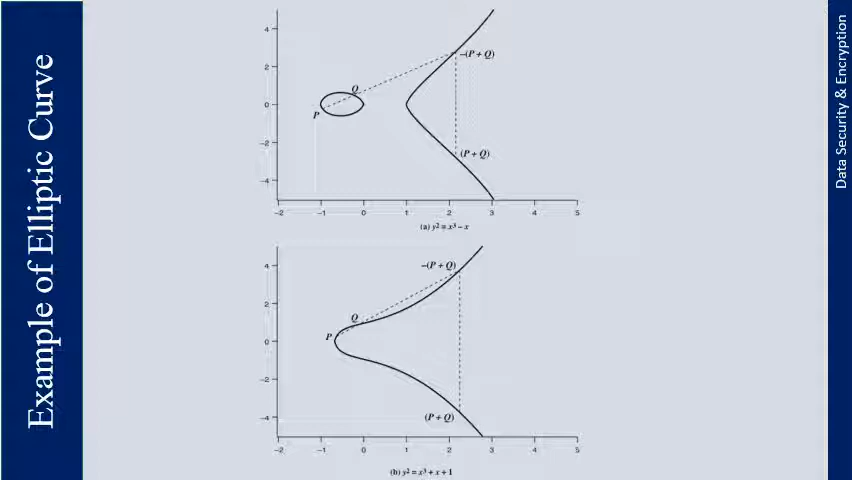 Example of Elliptic Curve
4
2
0
−2
−4
Q
P
−(P + Q)
(P + Q)
−2 −1 0 1 2 3 4 5
(a) y² = x³ − x
4
2
0
−2
−4
−(P + Q)
Q
P
(P + Q)
−2 −1 0 1 2 3 4 5
(b) y² = x³ + x + 1
Data Security & Encryption